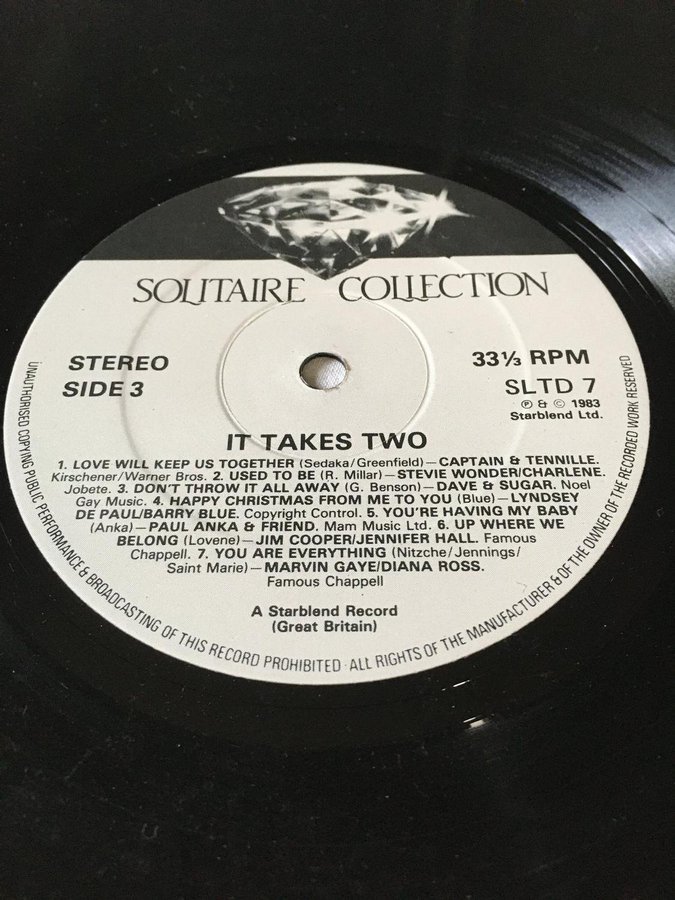 SOLITAIRE COLLECTION
STEREO
SIDE 3
33⅓ RPM
SLTD 7
℗ & © 1983
Starblend Ltd.
IT TAKES TWO
1. LOVE WILL KEEP US TOGETHER (Sedaka/Greenfield)—CAPTAIN & TENNILLE.
Kirschener/Warner Bros. 2. USED TO BE (R. Millar)—STEVIE WONDER/CHARLENE.
Jobete. 3. DON'T THROW IT ALL AWAY (G. Benson)—DAVE & SUGAR. Noel
Gay Music. 4. HAPPY CHRISTMAS FROM ME TO YOU (Blue)—LYNDSEY
DE PAUL/BARRY BLUE. Copyright Control. 5. YOU'RE HAVING MY BABY
(Anka)—PAUL ANKA & FRIEND. Mam Music Ltd. 6. UP WHERE WE
BELONG (Lovene)—JIM COOPER/JENNIFER HALL. Famous
Chappell. 7. YOU ARE EVERYTHING (Nitzche/Jennings/
Saint Marie)—MARVIN GAYE/DIANA ROSS.
Famous Chappell
A Starblend Record
(Great Britain)
UNAUTHORISED COPYING PUBLIC PERFORMANCE & BROADCASTING OF THIS RECORD PROHIBITED · ALL RIGHTS OF THE MANUFACTURER & OF THE OWNER OF THE RECORDED WORK RESERVED